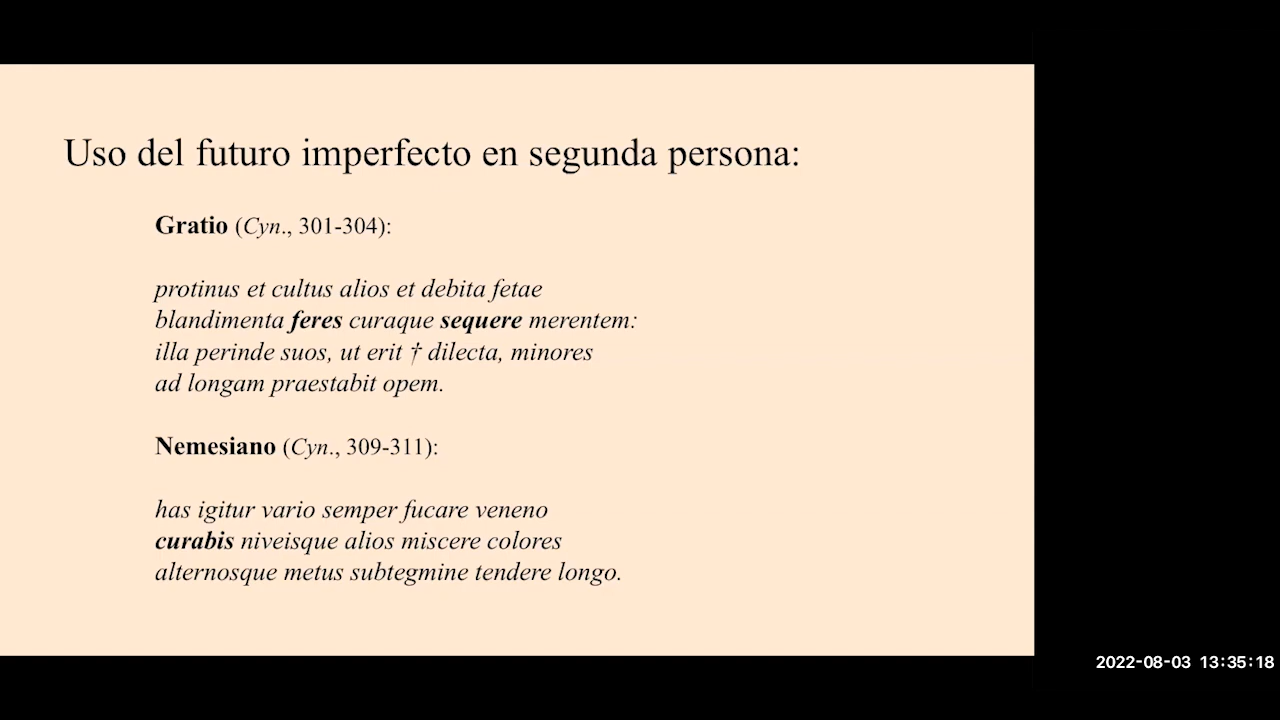 Uso del futuro imperfecto en segunda persona:
Gratio (Cyn., 301-304):
protinus et cultus alios et debita fetae
blandimenta feres curaque sequere merentem:
illa perinde suos, ut erit † dilecta, minores
ad longam praestabit opem.
Nemesiano (Cyn., 309-311):
has igitur vario semper fucare veneno
curabis niveisque alios miscere colores
alternosque metus subtegmine tendere longo.
2022-08-03 13:35:18